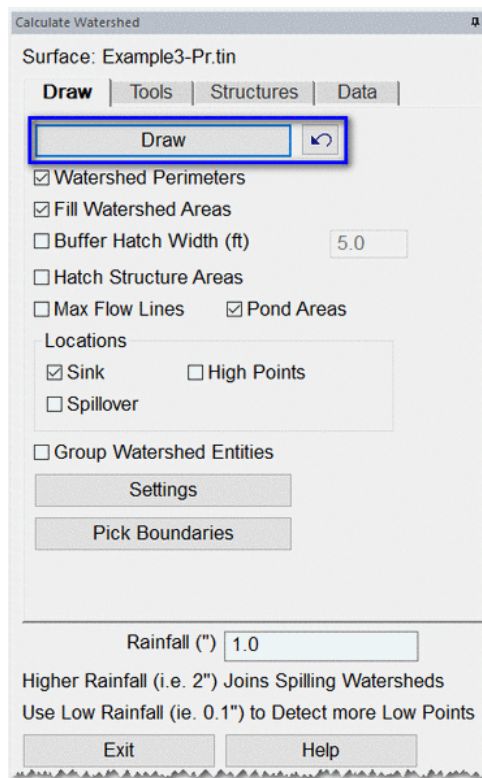 Calculate Watershed
Surface: Example3-Pr.tin
Draw Tools Structures Data
Draw
Watershed Perimeters
Fill Watershed Areas
Buffer Hatch Width (ft) 5.0
Hatch Structure Areas
Max Flow Lines Pond Areas
Locations
Sink High Points
Spillover
Group Watershed Entities
Settings
Pick Boundaries
Rainfall (") 1.0
Higher Rainfall (i.e. 2") Joins Spilling Watersheds
Use Low Rainfall (ie. 0.1") to Detect more Low Points
Exit Help